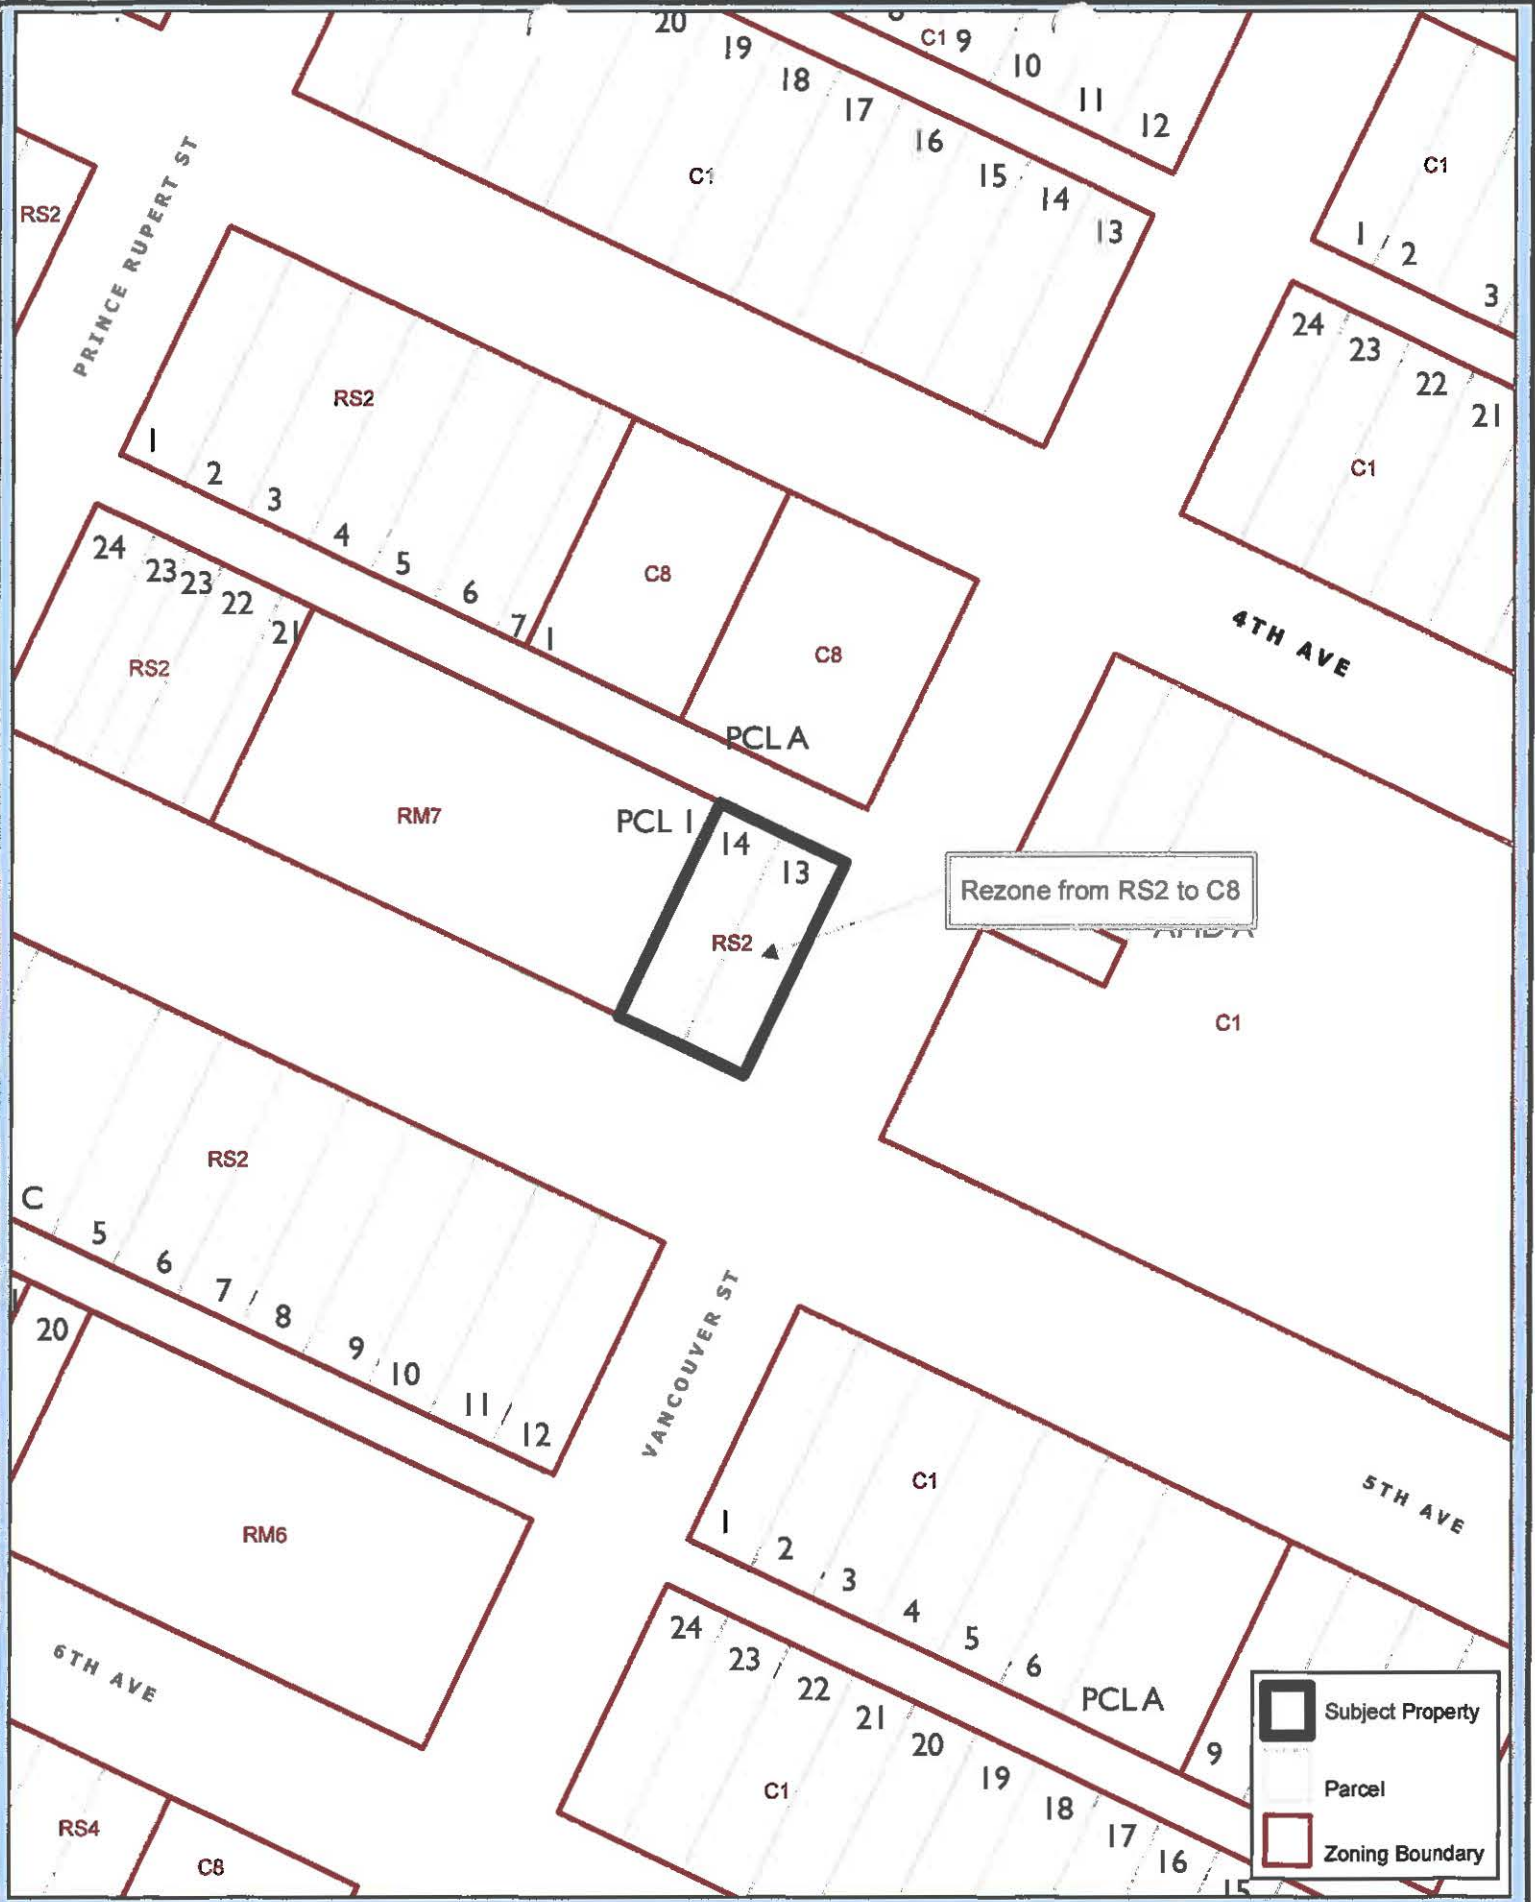 20
19
18
17
16
15
14
13
C1
C1
9
10
11
12
C1
1
2
3
24
23
22
21
C1
PRINCE RUPERT ST
RS2
RS2
1
2
3
4
5
6
7
1
C8
C8
PCL A
4TH AVE
24
23
23
22
21
RS2
RM7
PCL 1
14
13
RS2
Rezone from RS2 to C8
C1
RS2
C
5
6
7
8
9
10
11
12
20
RM6
VANCOUVER ST
6TH AVE
RS4
C8
C1
1
2
3
4
5
6
PCL A
9
5TH AVE
24
23
22
21
20
19
18
17
16
15
C1
Subject Property
Parcel
Zoning Boundary